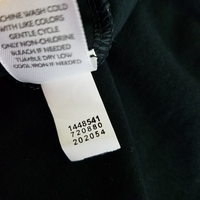 CHINE WASH COLD
WITH LIKE COLORS
GENTLE CYCLE
ONLY NON-CHLORINE
BLEACH IF NEEDED
TUMBLE DRY LOW
COOL IRON IF NEEDED
1448541
720880
202054